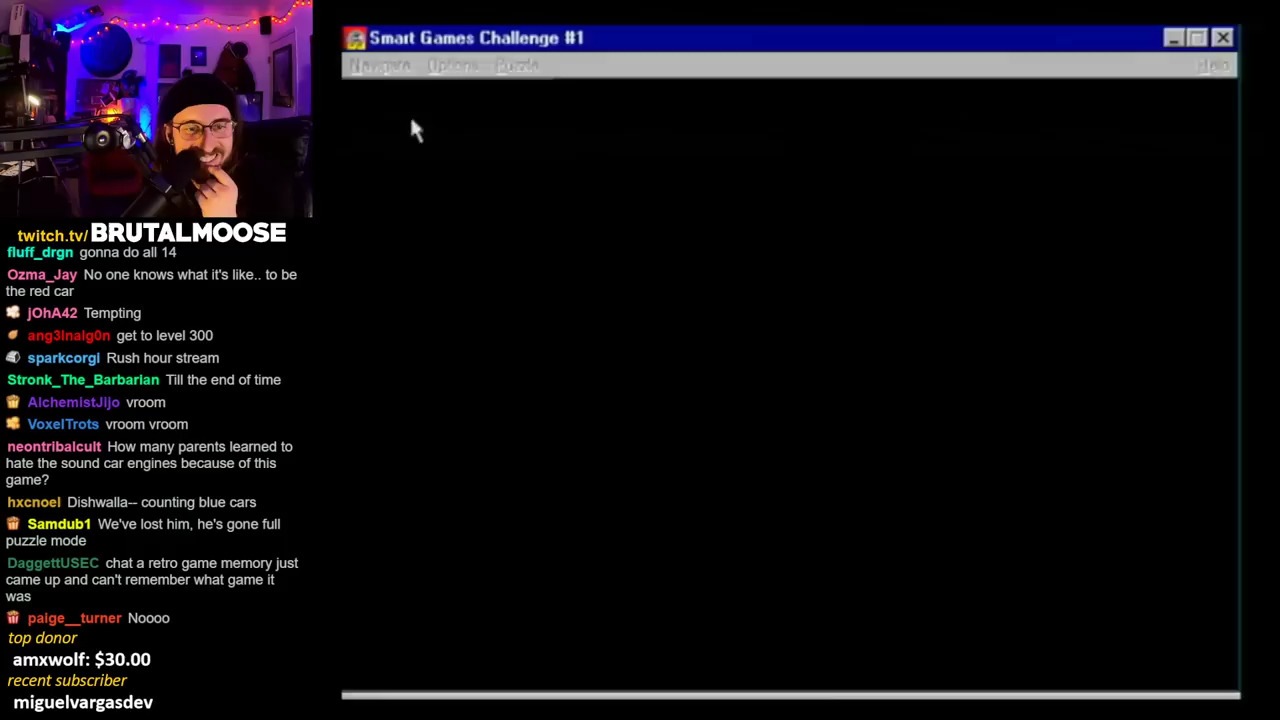 Smart Games Challenge #1
Navigate Options Puzzle Help
twitch.tv/BRUTALMOOSE
fluff_drgn gonna do all 14
Ozma_Jay No one knows what it's like.. to be
the red car
jOhA42 Tempting
ang3lnalg0n get to level 300
sparkcorgi Rush hour stream
Stronk_The_Barbarian Till the end of time
AlchemistJijo vroom
VoxelTrots vroom vroom
neontribalcult How many parents learned to
hate the sound car engines because of this
game?
hxcnoel Dishwalla-- counting blue cars
Samdub1 We've lost him, he's gone full
puzzle mode
DaggettUSEC chat a retro game memory just
came up and can't remember what game it
was
paige__turner Noooo
top donor
amxwolf: $30.00
recent subscriber
miguelvargasdev